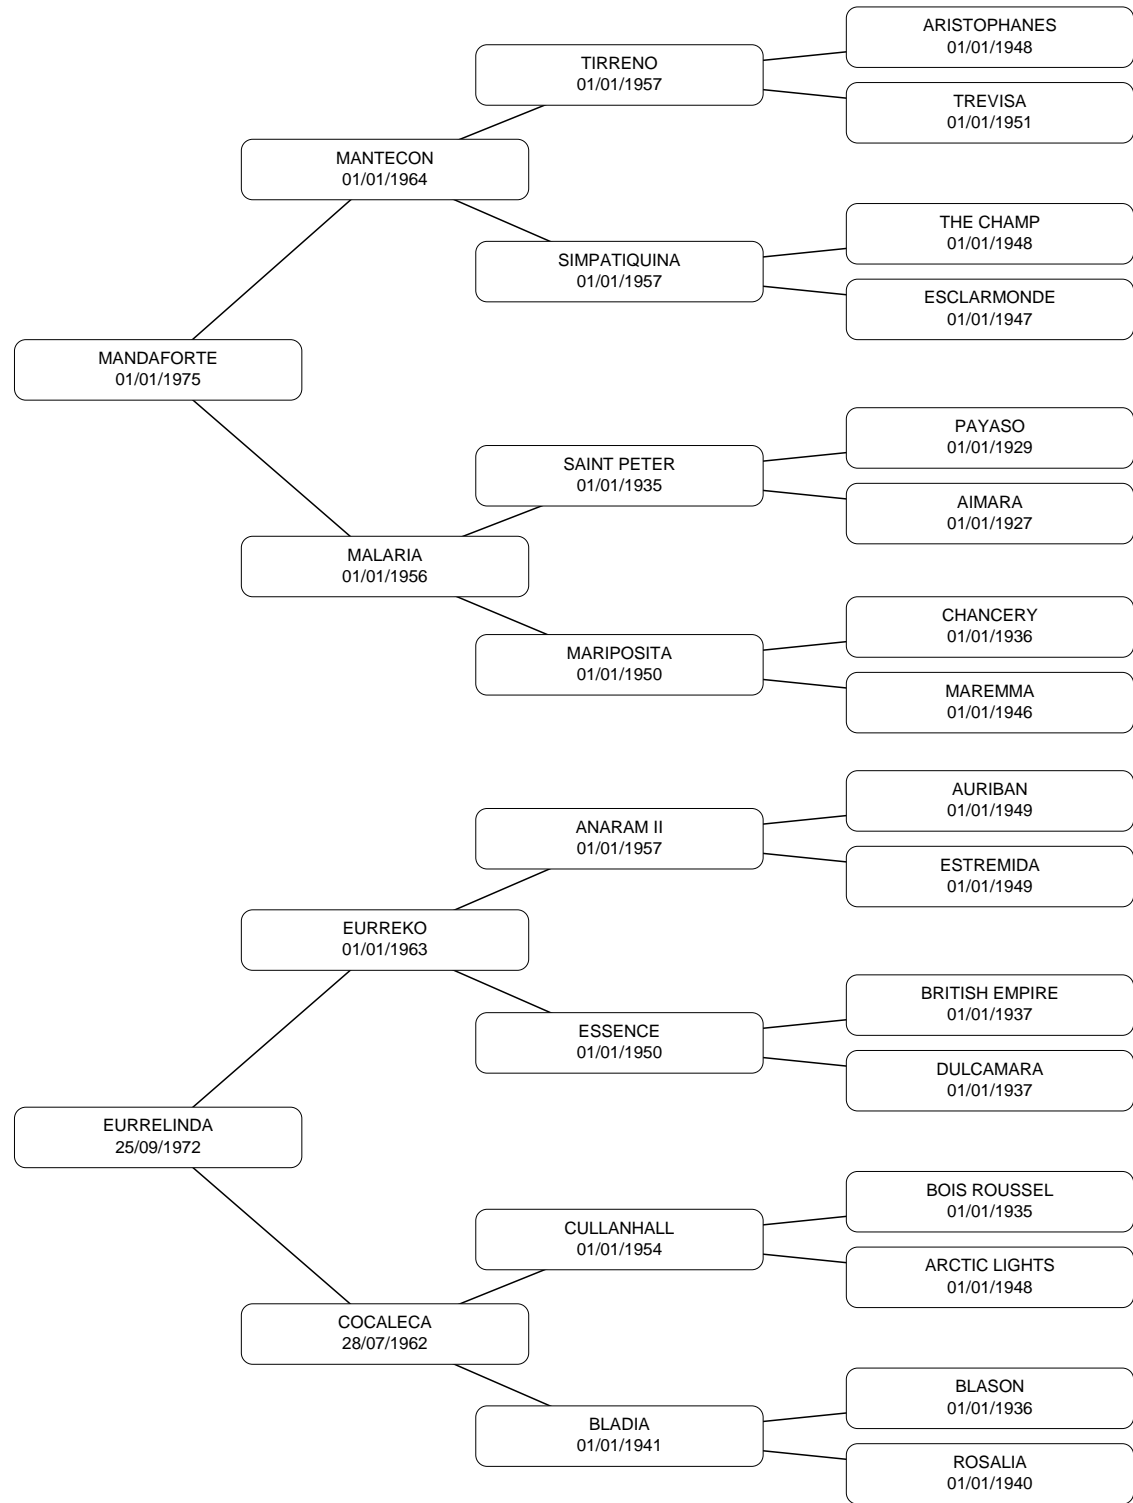 ARISTOPHANES
01/01/1948
TIRRENO
01/01/1957
TREVISA
01/01/1951
MANTECON
01/01/1964
THE CHAMP
01/01/1948
SIMPATIQUINA
01/01/1957
ESCLARMONDE
01/01/1947
MANDAFORTE
01/01/1975
PAYASO
01/01/1929
SAINT PETER
01/01/1935
AIMARA
01/01/1927
MALARIA
01/01/1956
CHANCERY
01/01/1936
MARIPOSITA
01/01/1950
MAREMMA
01/01/1946
AURIBAN
01/01/1949
ANARAM II
01/01/1957
ESTREMIDA
01/01/1949
EURREKO
01/01/1963
BRITISH EMPIRE
01/01/1937
ESSENCE
01/01/1950
DULCAMARA
01/01/1937
EURRELINDA
25/09/1972
BOIS ROUSSEL
01/01/1935
CULLANHALL
01/01/1954
ARCTIC LIGHTS
01/01/1948
COCALECA
28/07/1962
BLASON
01/01/1936
BLADIA
01/01/1941
ROSALIA
01/01/1940